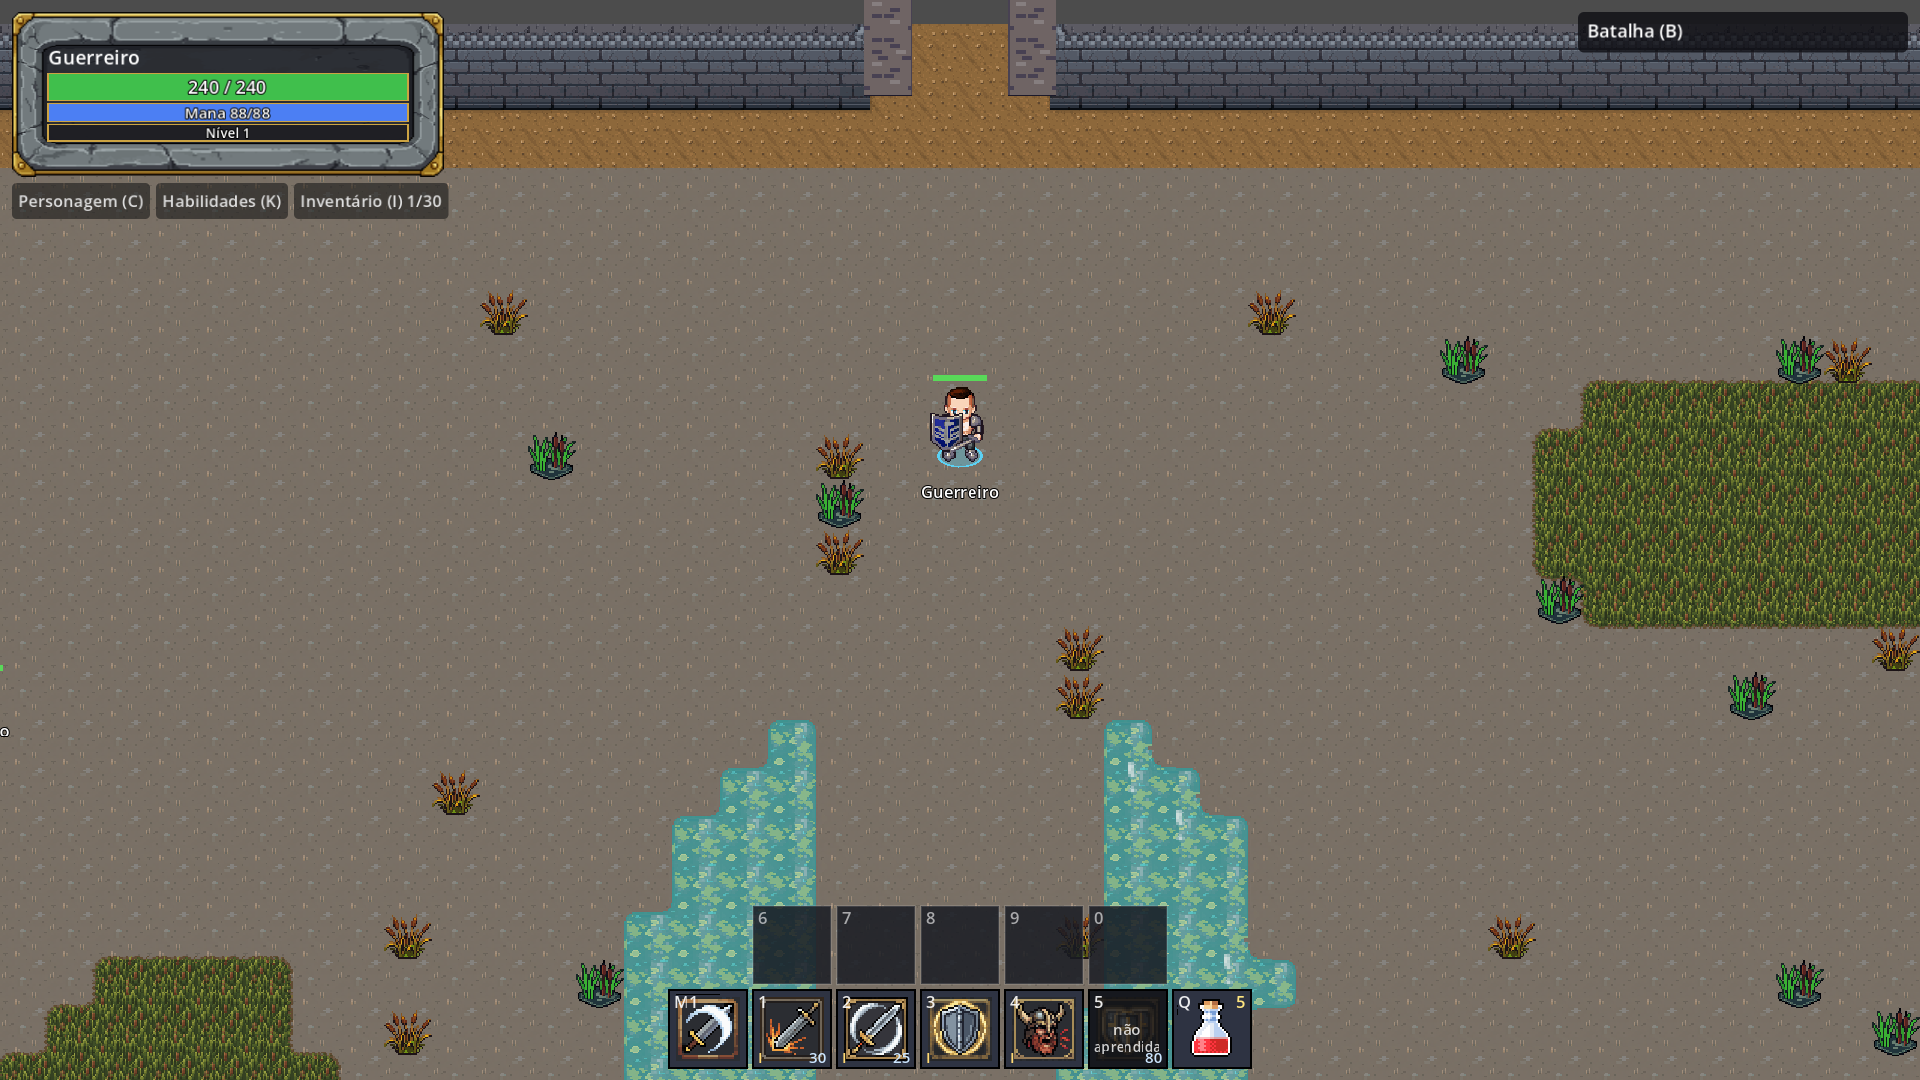 Guerreiro
240 / 240
Mana 88/88
Nível 1
Batalha (B)
Personagem (C)
Habilidades (K)
Inventário (I) 1/30
Guerreiro
o
6
7
8
9
0
M1
1
I
30
2
I
25
3
I
4
I
5
não
aprendida
80
Q
5